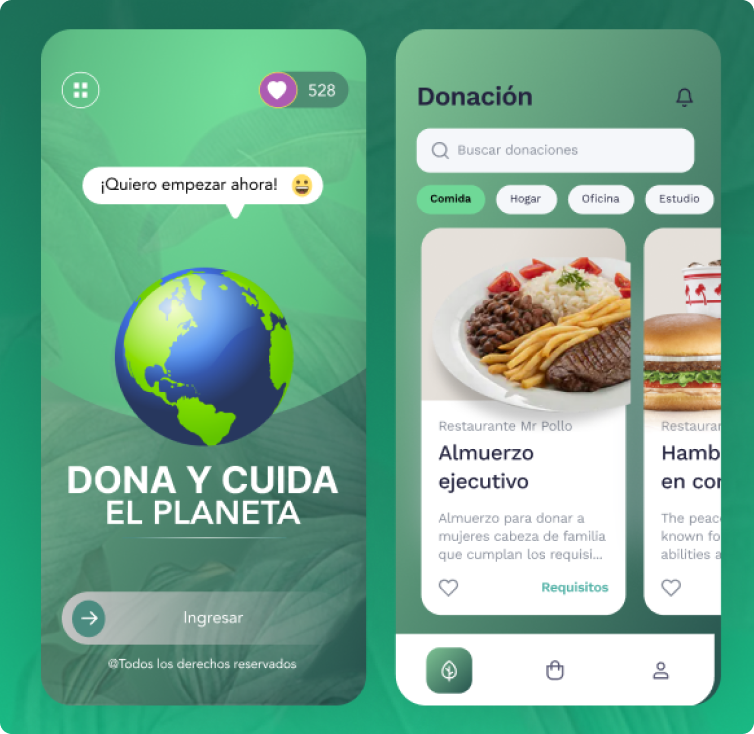 528
¡Quiero empezar ahora!
DONA Y CUIDA
EL PLANETA
Ingresar
@Todos los derechos reservados
Donación
Buscar donaciones
Comida
Hogar
Oficina
Estudio
Restaurante Mr Pollo
Almuerzo
ejecutivo
Almuerzo para donar a
mujeres cabeza de familia
que cumplan los requisi...
Requisitos
Restaurar
Hamb
en cor
The peac
known fo
abilities a